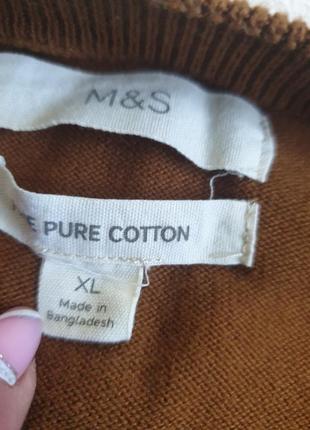 M&S
PURE COTTON
XL
Made in
Bangladesh